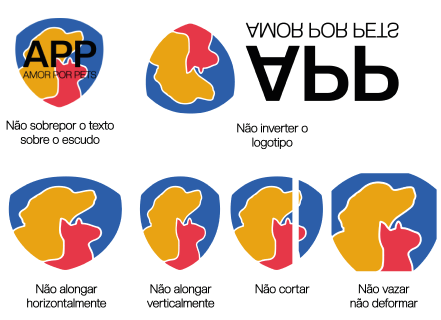 APP
AMOR POR PETS
Não sobrepor o texto
sobre o escudo
AMOR POR PETS
APP
Não inverter o
logotipo
Não alongar
horizontalmente
Não alongar
verticalmente
Não cortar
Não vazar
não deformar